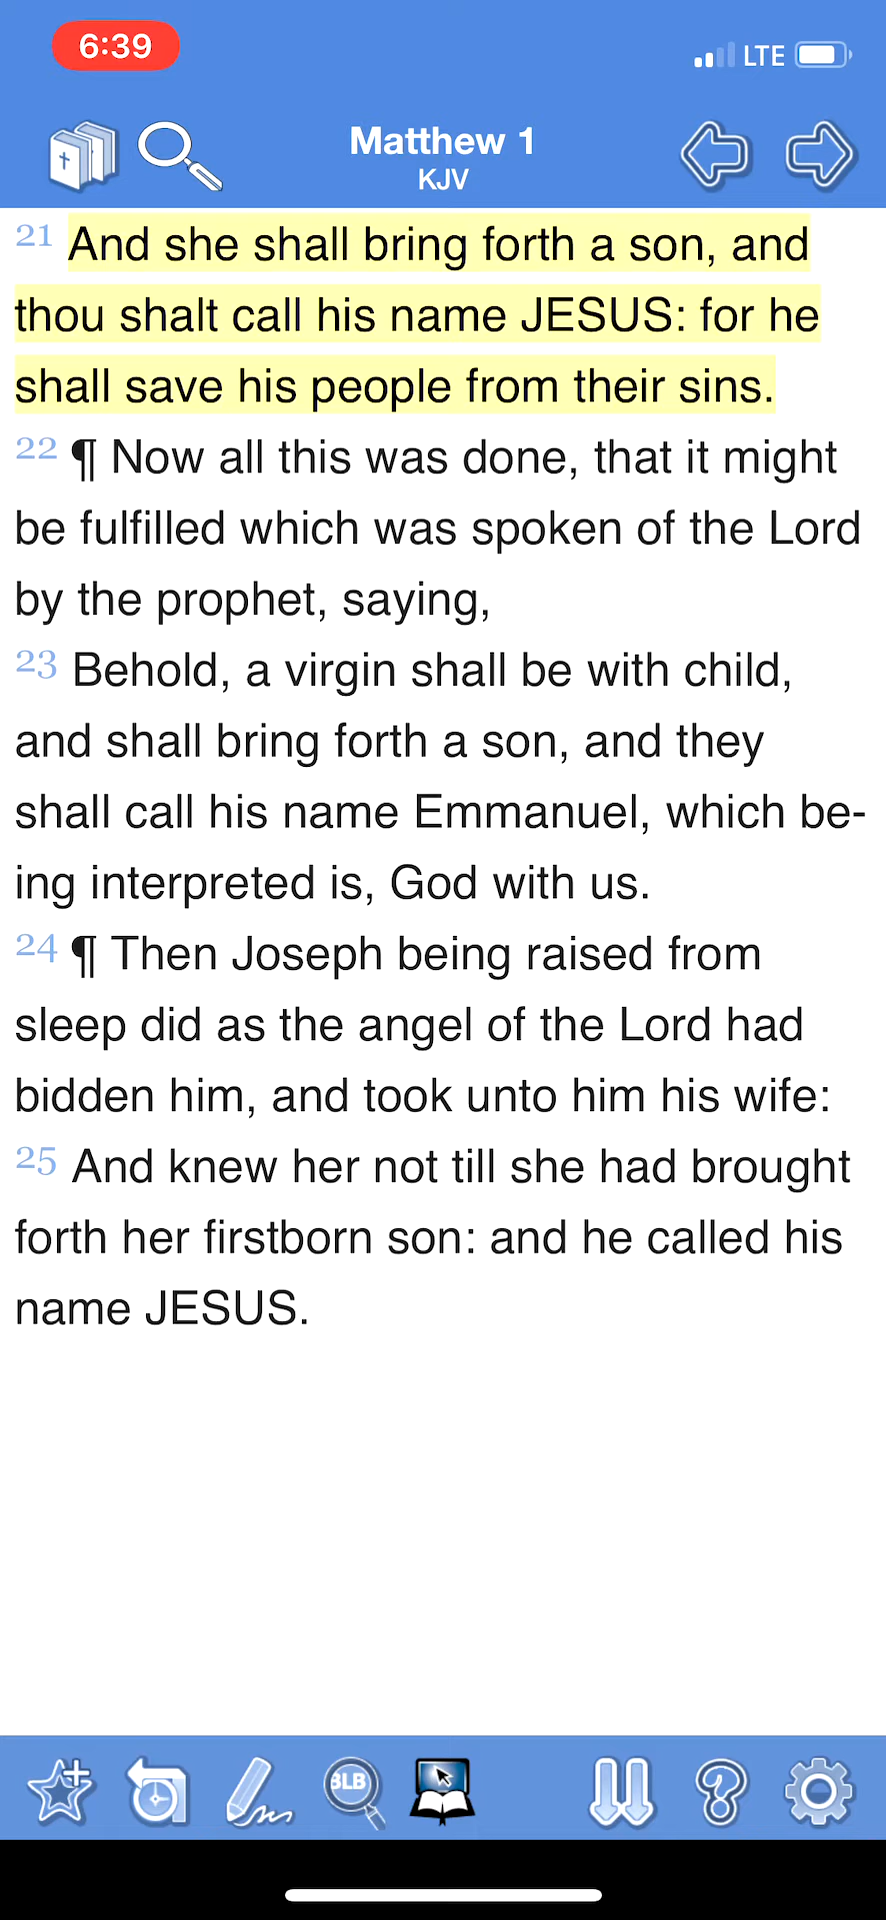 6:39
LTE
Matthew 1
KJV
21 And she shall bring forth a son, and
thou shalt call his name JESUS: for he
shall save his people from their sins.
22 ¶ Now all this was done, that it might
be fulfilled which was spoken of the Lord
by the prophet, saying,
23 Behold, a virgin shall be with child,
and shall bring forth a son, and they
shall call his name Emmanuel, which be-
ing interpreted is, God with us.
24 ¶ Then Joseph being raised from
sleep did as the angel of the Lord had
bidden him, and took unto him his wife:
25 And knew her not till she had brought
forth her firstborn son: and he called his
name JESUS.
BLB